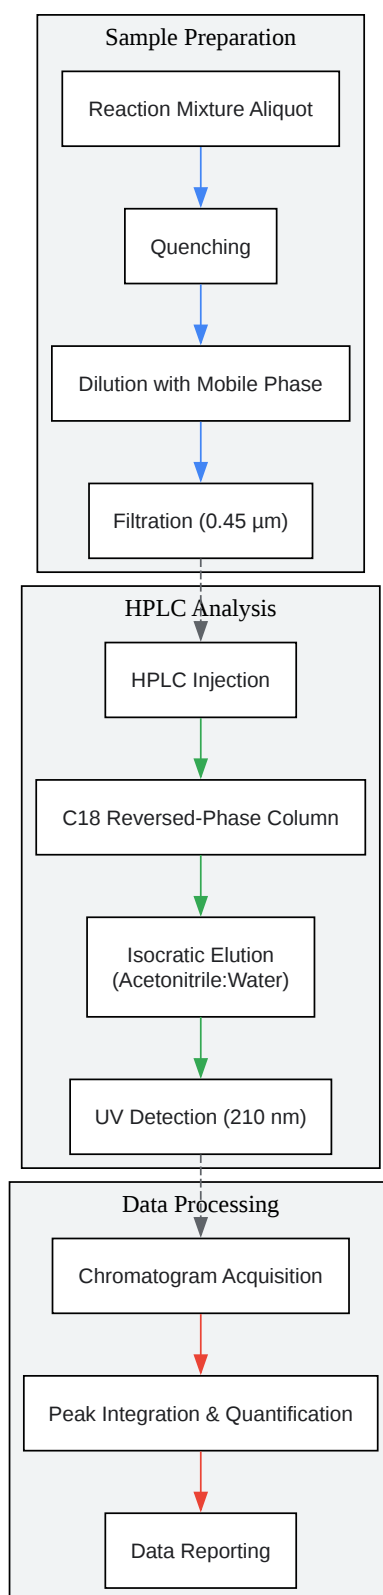 Sample Preparation
Reaction Mixture Aliquot
Quenching
Dilution with Mobile Phase
Filtration (0.45 µm)
HPLC Analysis
HPLC Injection
C18 Reversed-Phase Column
Isocratic Elution
(Acetonitrile:Water)
UV Detection (210 nm)
Data Processing
Chromatogram Acquisition
Peak Integration & Quantification
Data Reporting